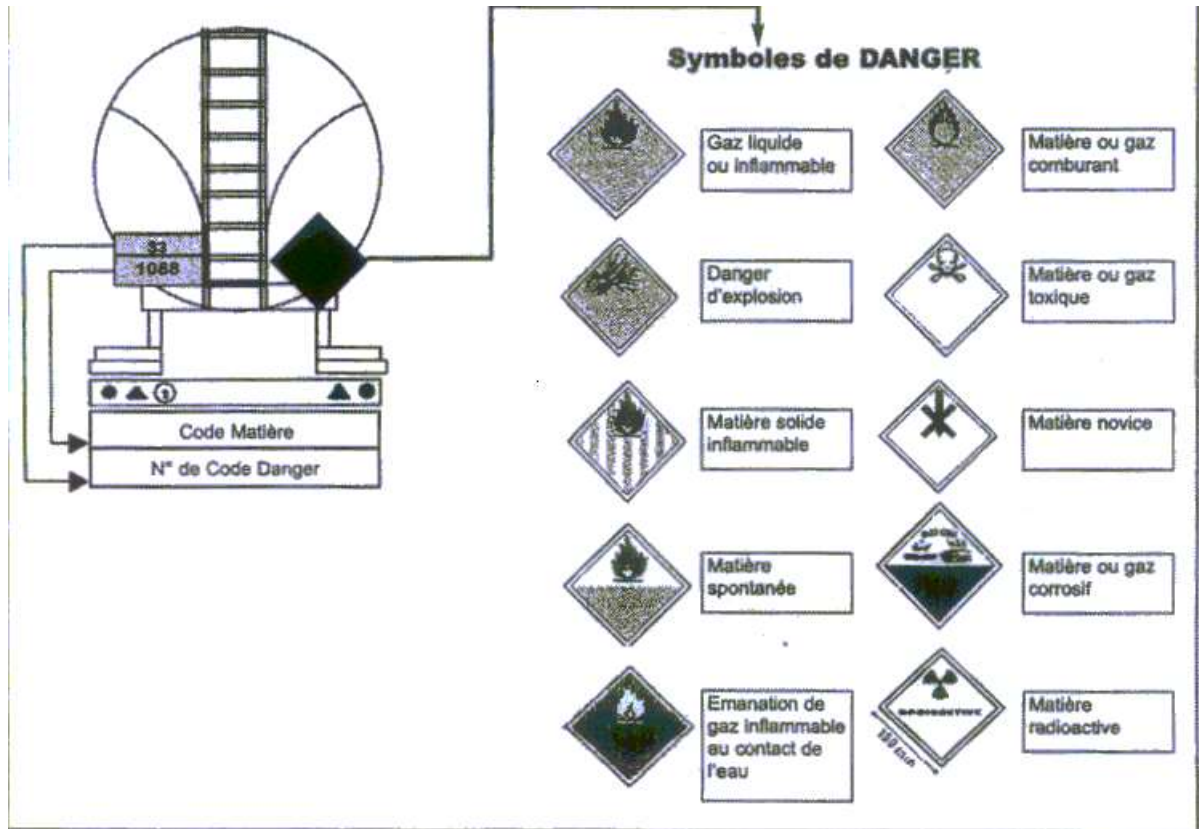 Symboles de DANGER
33
1088
Code Matière
N° de Code Danger
Gaz liquide
ou inflammable
Matière ou gaz
comburant
Danger
d'explosion
Matière ou gaz
toxique
Matière solide
inflammable
Matière novice
Matière
spontanée
Matière ou gaz
corrosif
Emanation de
gaz inflammable
au contact de
l'eau
RADIOACTIVE
Matière
radioactive